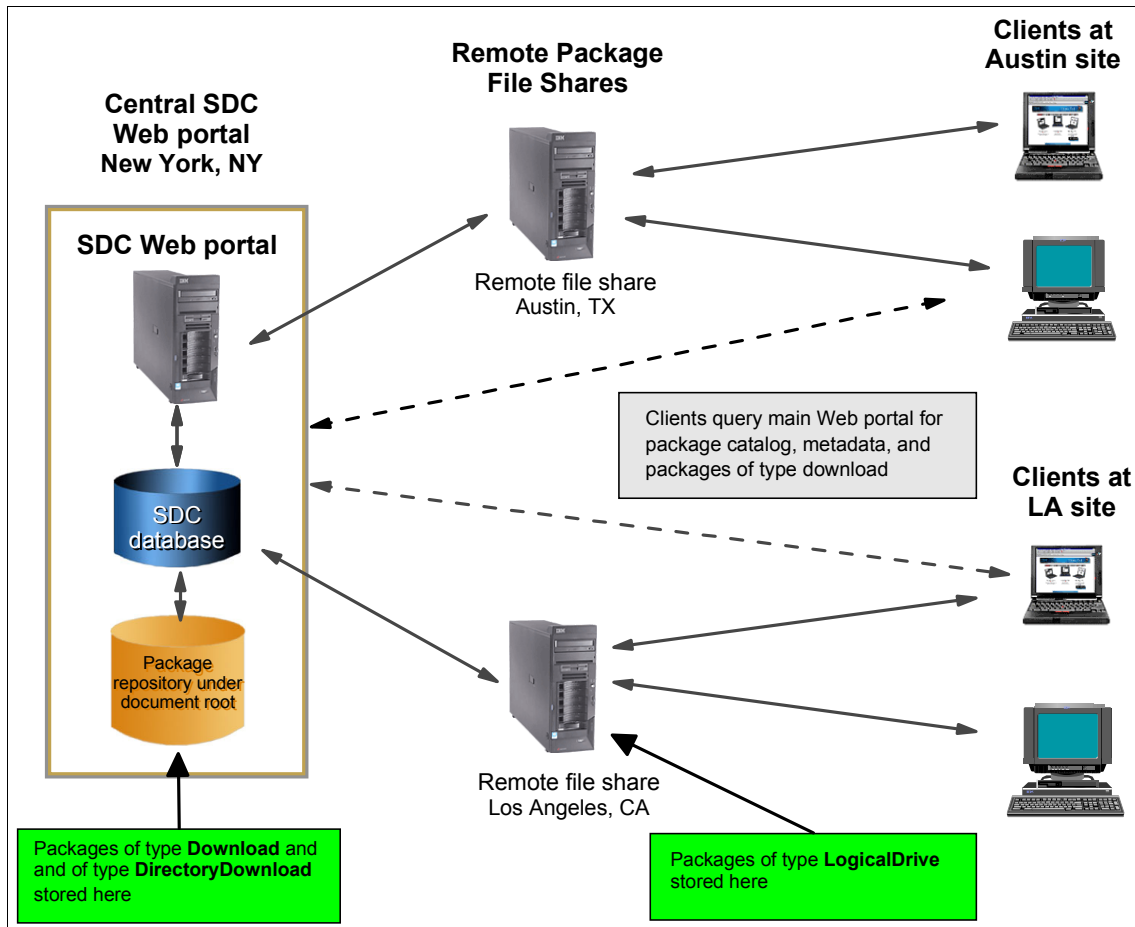 Central SDC
Web portal
New York, NY
Remote Package
File Shares
Clients at
Austin site
SDC Web portal
Remote file share
Austin, TX
Clients query main Web portal for
package catalog, metadata, and
packages of type download
SDC
database
Clients at
LA site
Package
repository under
document root
Remote file share
Los Angeles, CA
Packages of type Download and
and of type DirectoryDownload
stored here
Packages of type LogicalDrive
stored here